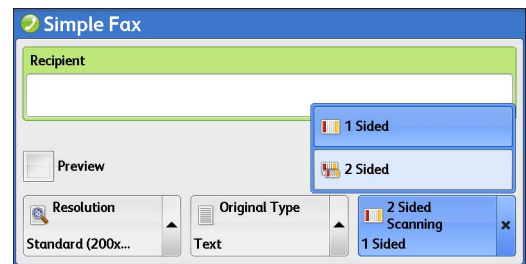 Simple Fax
Recipient
1 Sided
2 Sided
Preview
Resolution
Standard (200x...
Original Type
Text
2 Sided
Scanning
1 Sided